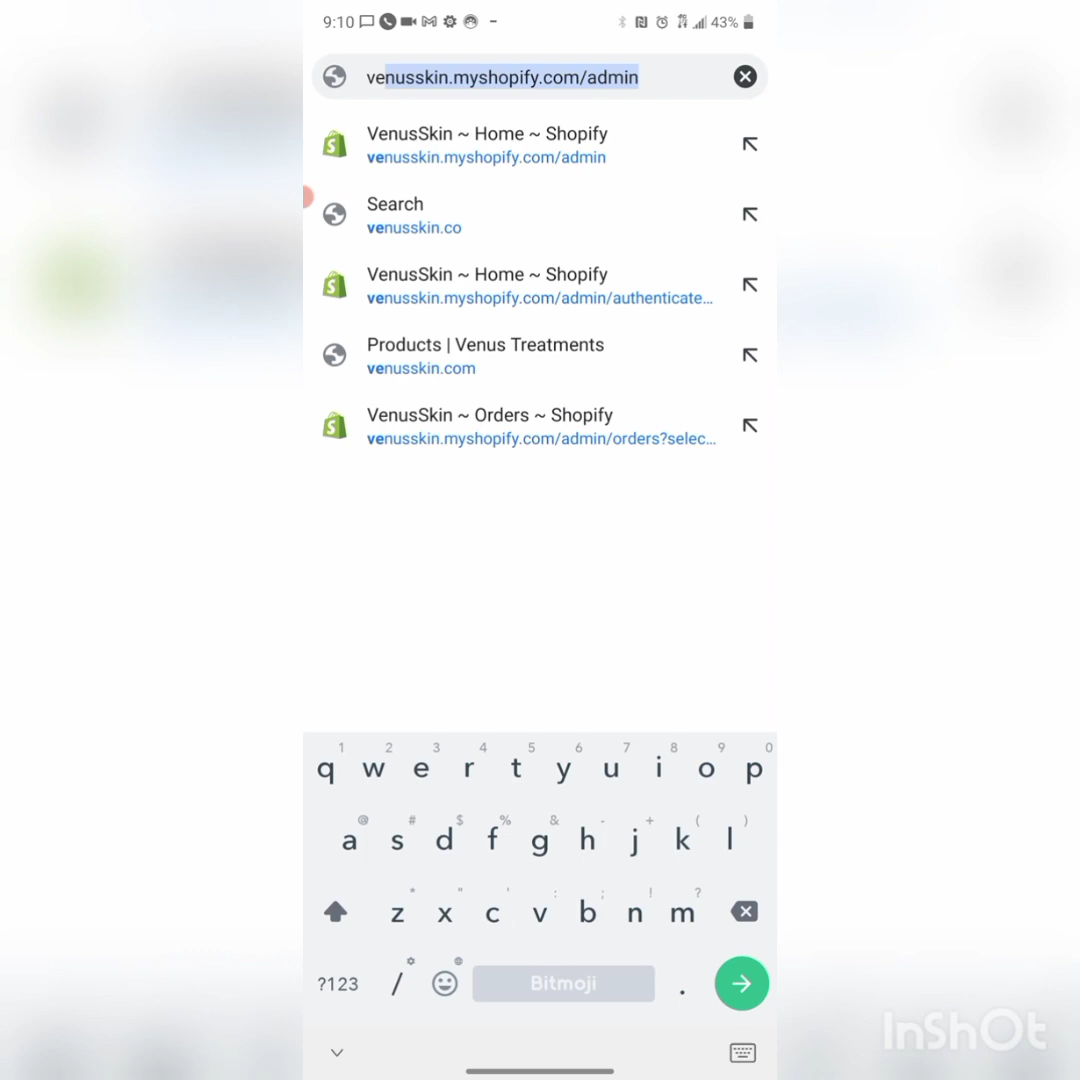 9:10
43%
venusskin.myshopify.com/admin
VenusSkin ~ Home ~ Shopify
venusskin.myshopify.com/admin
Search
venusskin.co
VenusSkin ~ Home ~ Shopify
venusskin.myshopify.com/admin/authenticate...
Products | Venus Treatments
venusskin.com
VenusSkin ~ Orders ~ Shopify
venusskin.myshopify.com/admin/orders?selec...
1 2 3 4 5 6 7 8 9 0
q w e r t y u i o p
@ # $ % & - + ( )
a s d f g h j k l
* " ' : ; ! ?
z x c v b n m
?123 / Bitmoji .
InShOt